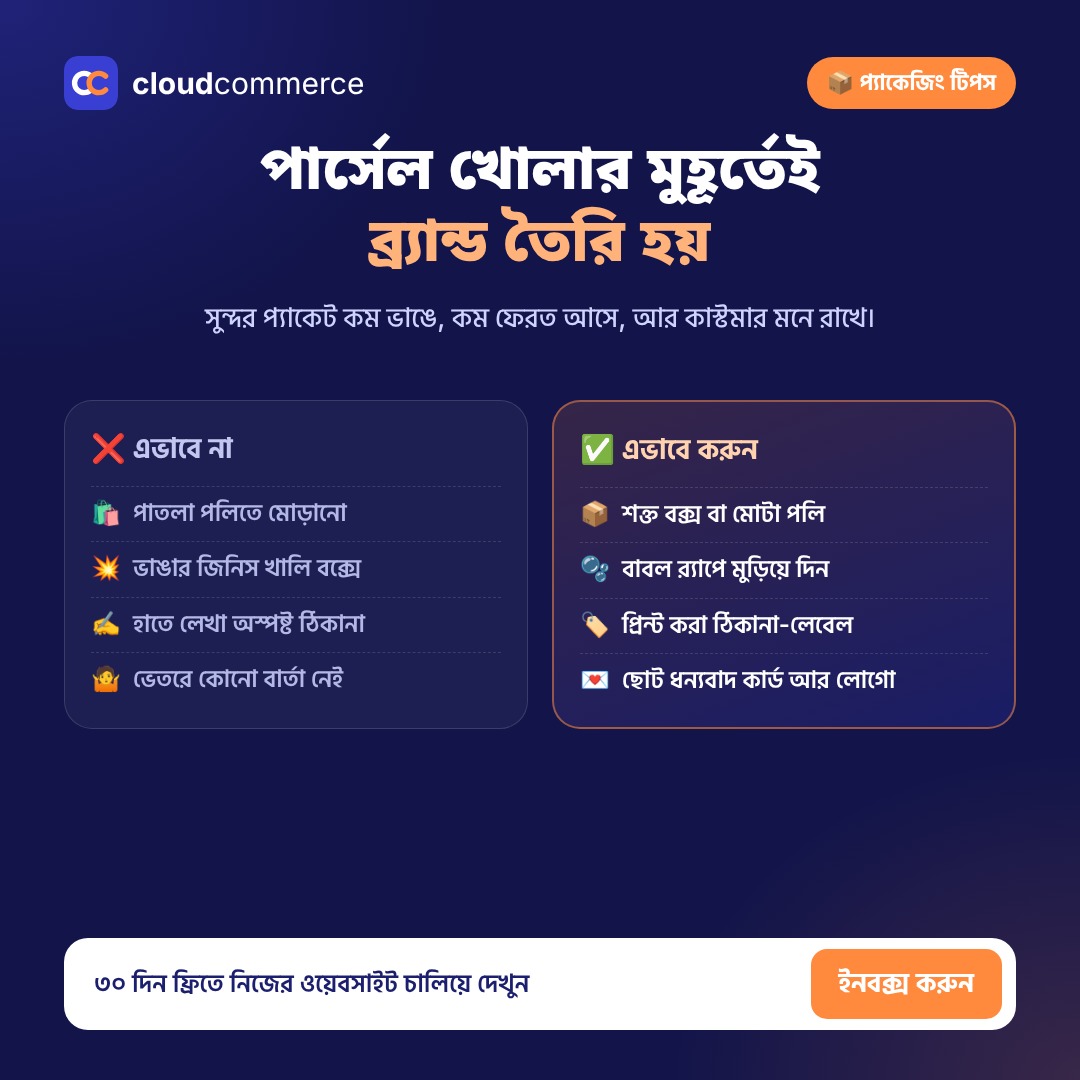 cloudcommerce
📦 প্যাকেজিং টিপস
পার্সেল খোলার মুহূর্তেই
ব্র্যান্ড তৈরি হয়
সুন্দর প্যাকেট কম ভাঙে, কম ফেরত আসে, আর কাস্টমার মনে রাখে।
❌ এভাবে না
🛍️ পাতলা পলিতে মোড়ানো
💥 ভাঙার জিনিস খালি বক্সে
✍️ হাতে লেখা অস্পষ্ট ঠিকানা
🤷 ভেতরে কোনো বার্তা নেই
✅ এভাবে করুন
📦 শক্ত বক্স বা মোটা পলি
🫧 বাবল র‍্যাপে মুড়িয়ে দিন
🏷️ প্রিন্ট করা ঠিকানা-লেবেল
💌 ছোট ধন্যবাদ কার্ড আর লোগো
৩০ দিন ফ্রিতে নিজের ওয়েবসাইট চালিয়ে দেখুন
ইনবক্স করুন